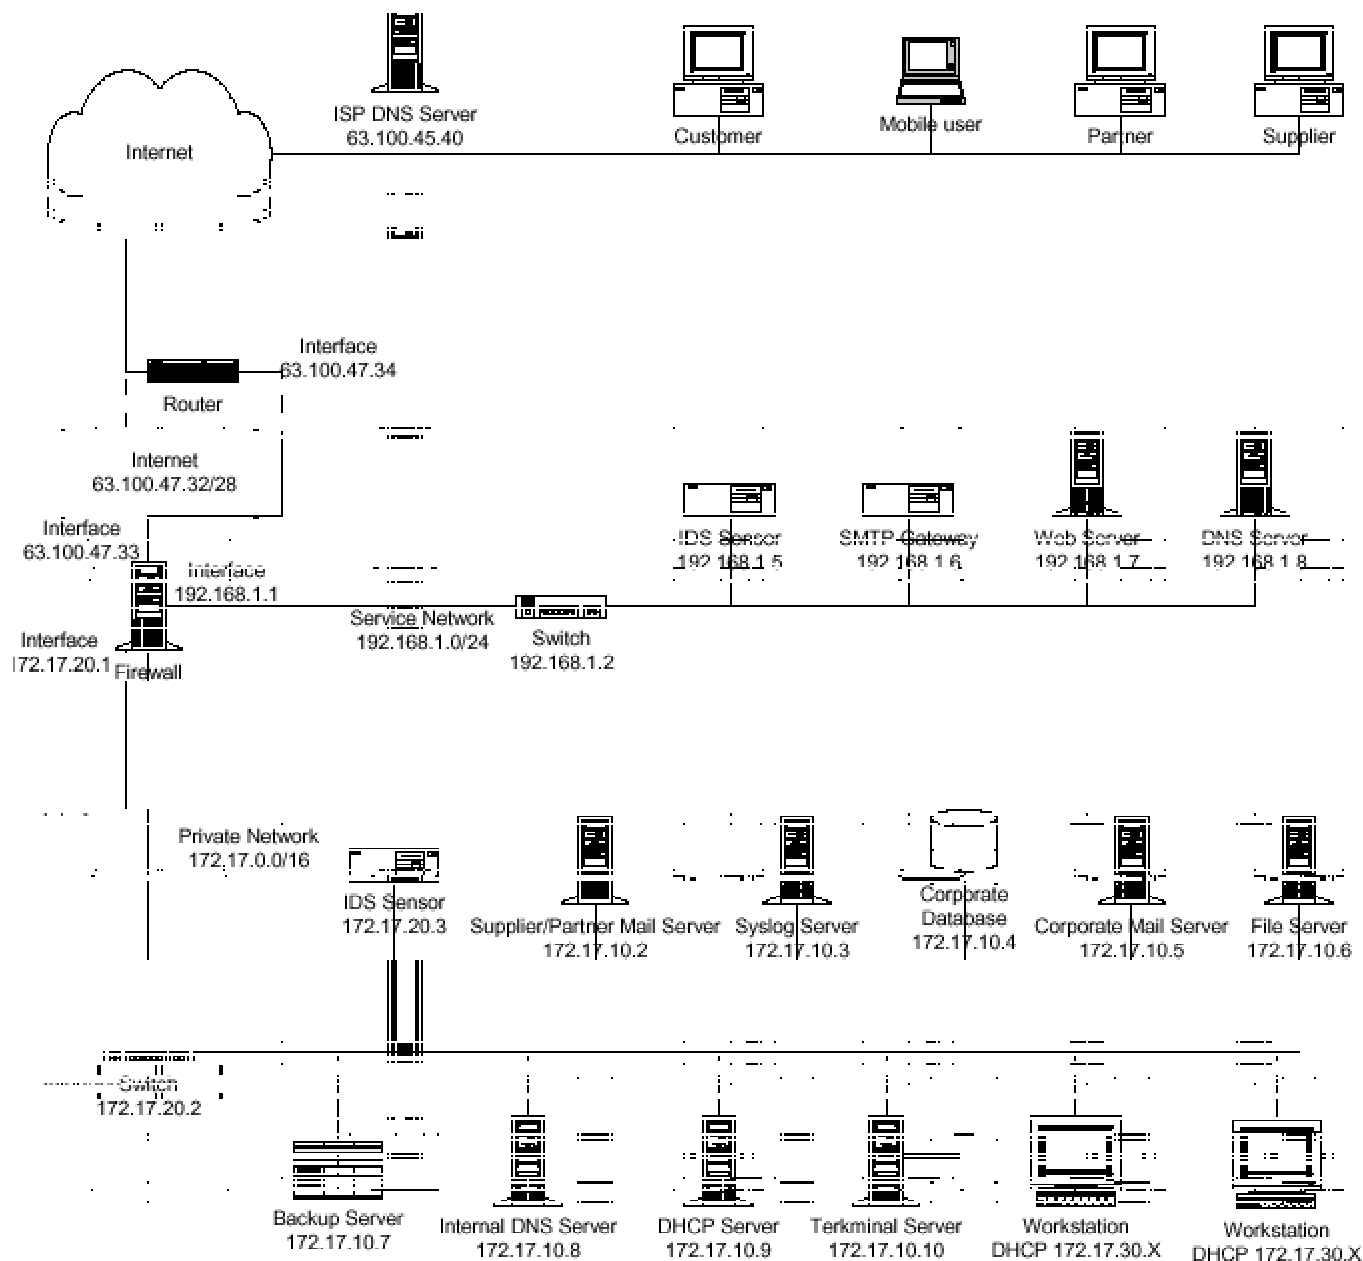 ISP DNS Server
63.100.45.40
Internet
Customer
Mobile user
Partner
Supplier
Interface
63.100.47.34
Router
Internet
63.100.47.32/28
Interface
63.100.47.33
Interface
192.168.1.1
Interface
172.17.20.1
Firewall
Service Network
192.168.1.0/24
Switch
192.168.1.2
IDS Sensor
192.168.1.5
SMTP Gateway
192.168.1.6
Web Server
192.168.1.7
DNS Server
192.168.1.8
Private Network
172.17.0.0/16
IDS Sensor
172.17.20.3
Supplier/Partner Mail Server
172.17.10.2
Syslog Server
172.17.10.3
Corporate
Database
172.17.10.4
Corporate Mail Server
172.17.10.5
File Server
172.17.10.6
Switch
172.17.20.2
Backup Server
172.17.10.7
Internal DNS Server
172.17.10.8
DHCP Server
172.17.10.9
Terkminal Server
172.17.10.10
Workstation
DHCP 172.17.30.X
Workstation
DHCP 172.17.30.X